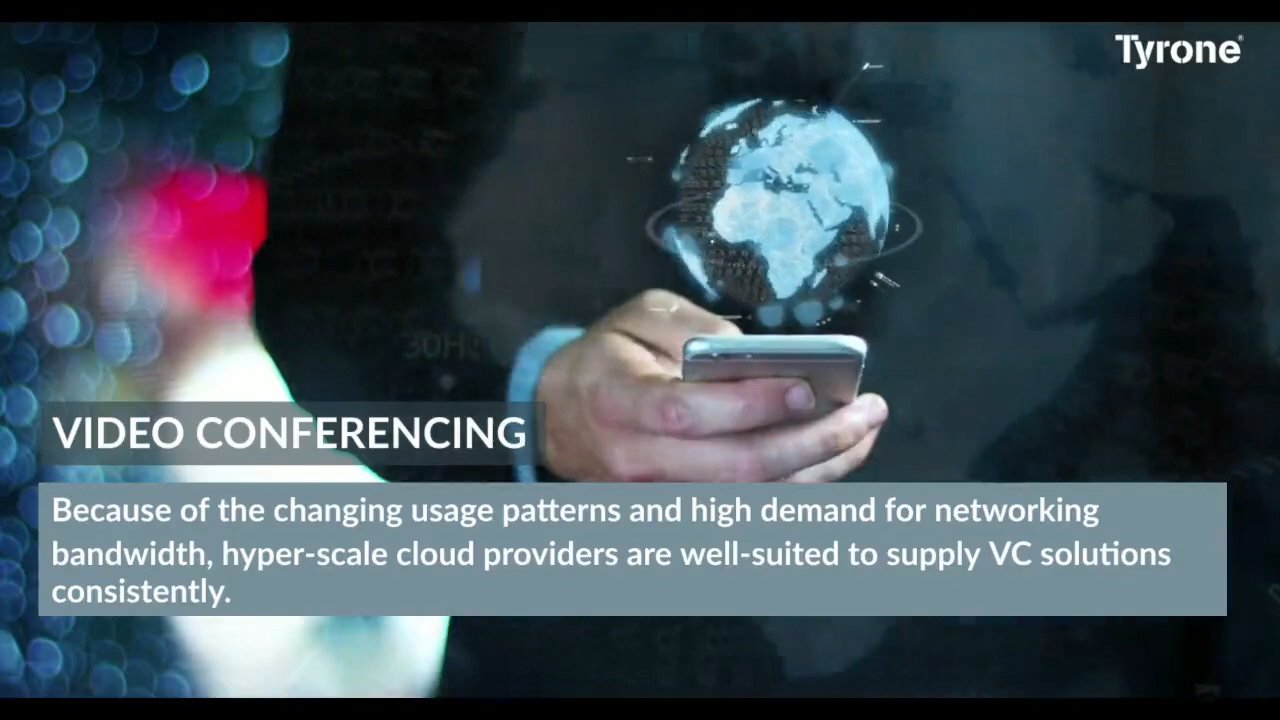 Tyrone®
30Hz
VIDEO CONFERENCING
Because of the changing usage patterns and high demand for networking
bandwidth, hyper-scale cloud providers are well-suited to supply VC solutions
consistently.